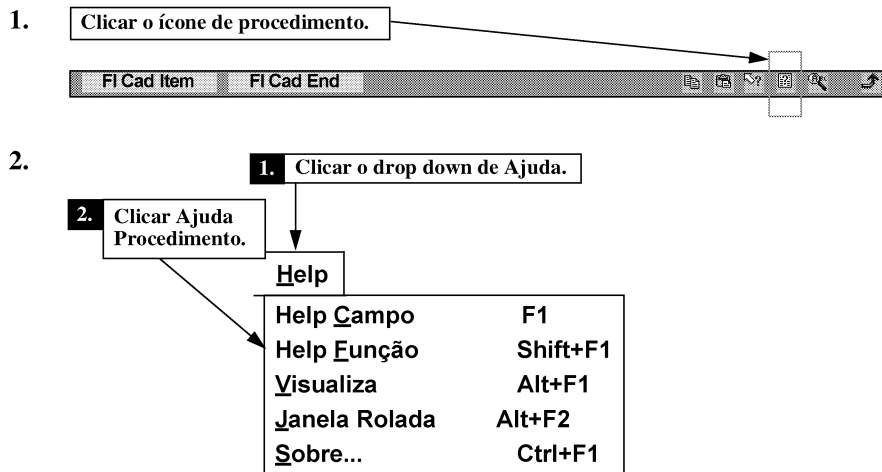 1. Clicar o ícone de procedimento.
Fl Cad Item Fl Cad End
2.
1. Clicar o drop down de Ajuda.
2. Clicar Ajuda
Procedimento.
Help
Help Campo F1
Help Função Shift+F1
Visualiza Alt+F1
Janela Rolada Alt+F2
Sobre... Ctrl+F1